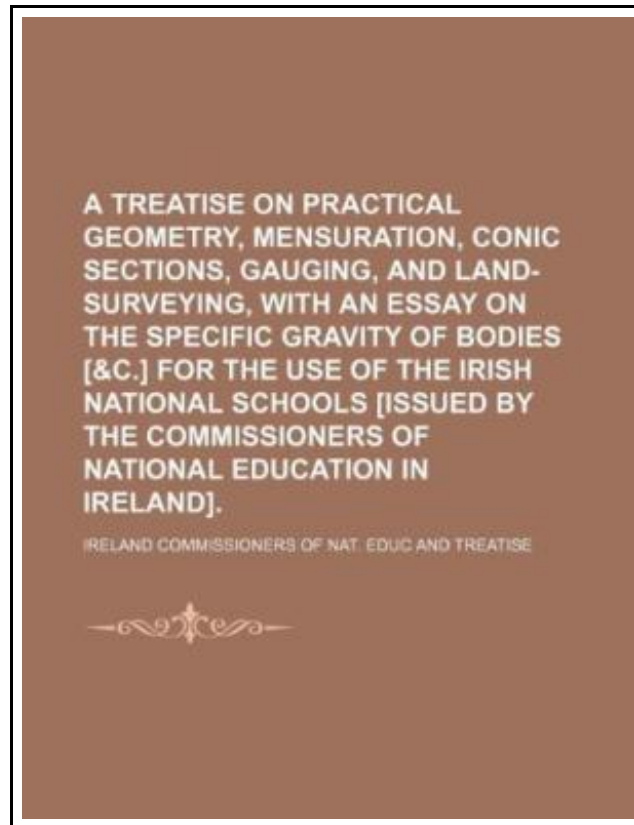 A TREATISE ON PRACTICAL
GEOMETRY, MENSURATION, CONIC
SECTIONS, GAUGING, AND LAND-
SURVEYING, WITH AN ESSAY ON
THE SPECIFIC GRAVITY OF BODIES
[&C.] FOR THE USE OF THE IRISH
NATIONAL SCHOOLS [ISSUED BY
THE COMMISSIONERS OF
NATIONAL EDUCATION IN
IRELAND].
IRELAND COMMISSIONERS OF NAT. EDUC AND TREATISE